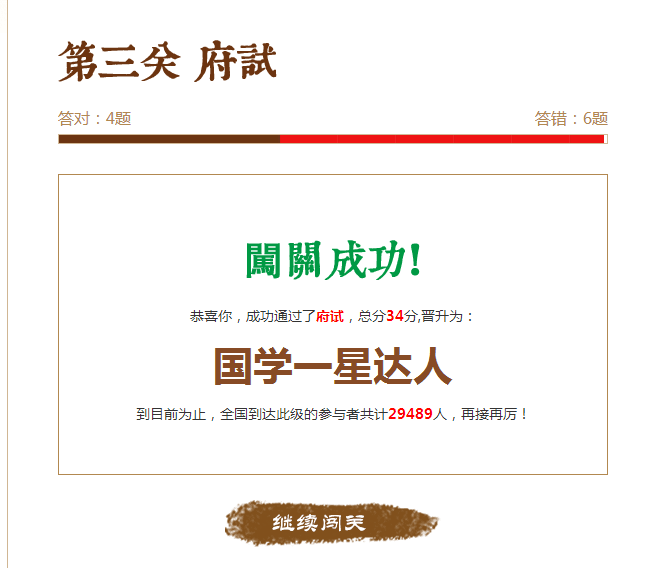 第三关 府試
答对：4题 答错：6题
闖關成功!
恭喜你，成功通过了府试，总分34分,晋升为：
国学一星达人
到目前为止，全国到达此级的参与者共计29489人，再接再厉！
继续闯关